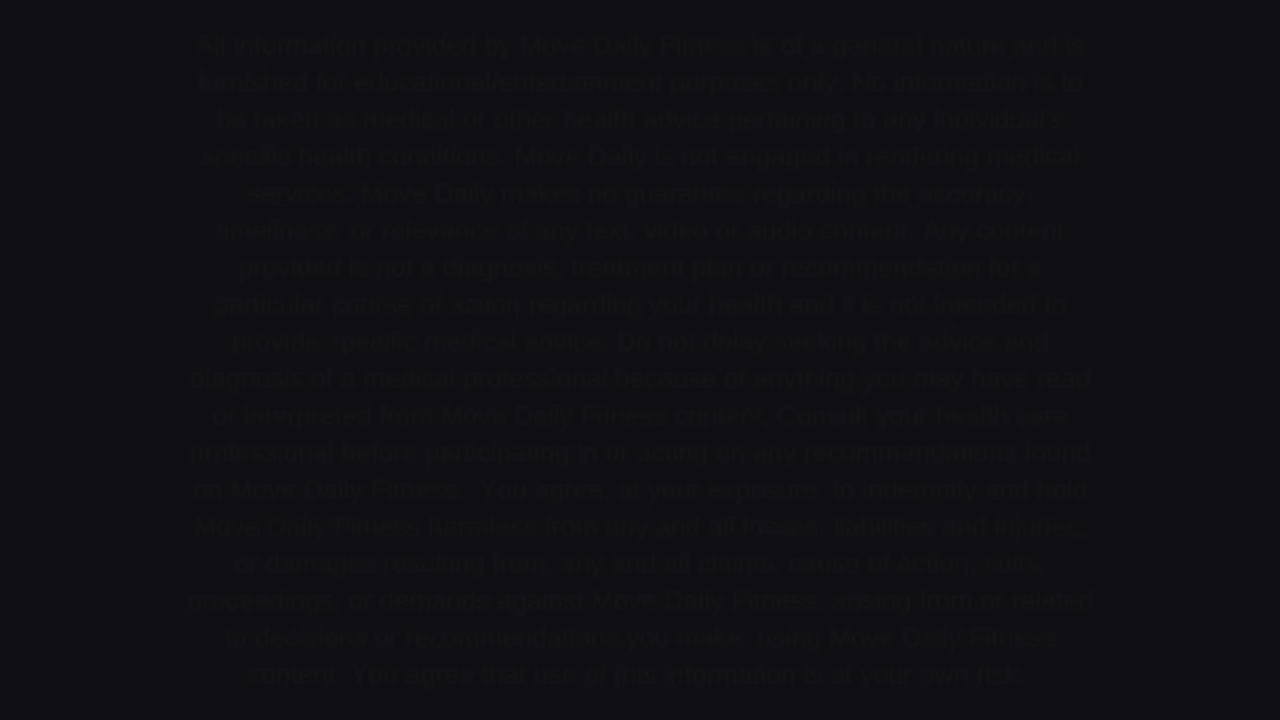 All information provided by Move Daily Fitness is of a general nature and is
furnished for educational/entertainment purposes only. No information is to
be taken as medical or other health advice pertaining to any individual's
specific health conditions. Move Daily is not engaged in rendering medical
services. Move Daily makes no guarantee regarding the accuracy,
timeliness, or relevance of any text, video or audio content. Any content
provided is not a diagnosis, treatment plan or recommendation for a
particular course of action regarding your health and it is not intended to
provide specific medical advice. Do not delay seeking the advice and
diagnosis of a medical professional because of anything you may have read
or interpreted from Move Daily Fitness content. Consult your health care
professional before participating in or acting on any recommendations found
on Move Daily Fitness. You agree, at your exposure, to indemnify and hold
Move Daily Fitness harmless from any and all losses, liabilities and injuries,
or damages resulting from any and all claims, cause of action, suits,
proceedings, or demands against Move Daily Fitness, arising from or related
to decisions or recommendations you make, using Move Daily Fitness
content. You agree that use of this information is at your own risk.